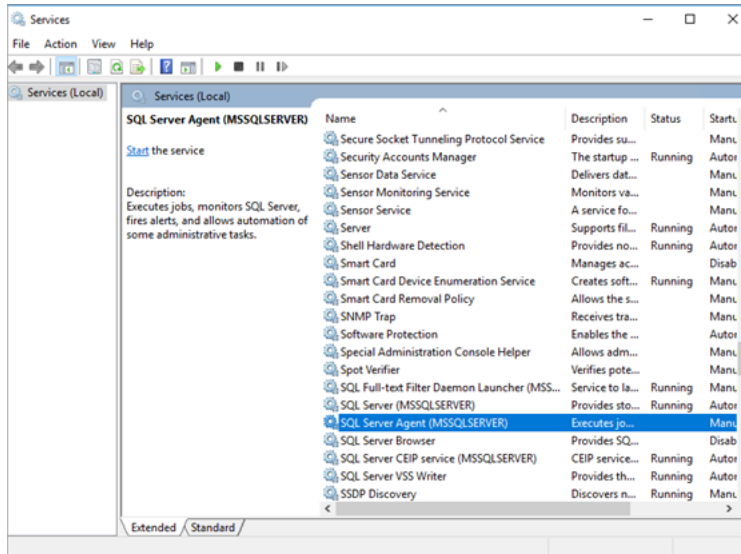 Services
File Action View Help
Services (Local)
Services (Local)
SQL Server Agent (MSSQLSERVER)
Start the service
Description:
Executes jobs, monitors SQL Server,
fires alerts, and allows automation of
some administrative tasks.
Name Description Status Startu
Secure Socket Tunneling Protocol Service Provides su... Manu
Security Accounts Manager The startup ... Running Autor
Sensor Data Service Delivers dat... Manu
Sensor Monitoring Service Monitors va... Manu
Sensor Service A service fo... Manu
Server Supports fil... Running Autor
Shell Hardware Detection Provides no... Running Autor
Smart Card Manages ac... Disab
Smart Card Device Enumeration Service Creates soft... Running Manu
Smart Card Removal Policy Allows the s... Manu
SNMP Trap Receives tra... Manu
Software Protection Enables the ... Autor
Special Administration Console Helper Allows adm... Manu
Spot Verifier Verifies pote... Manu
SQL Full-text Filter Daemon Launcher (MSS... Service to la... Running Manu
SQL Server (MSSQLSERVER) Provides sto... Running Autor
SQL Server Agent (MSSQLSERVER) Executes jo... Manu
SQL Server Browser Provides SQ... Disab
SQL Server CEIP service (MSSQLSERVER) CEIP service... Running Autor
SQL Server VSS Writer Provides th... Running Autor
SSDP Discovery Discovers n... Running Manu
Extended Standard